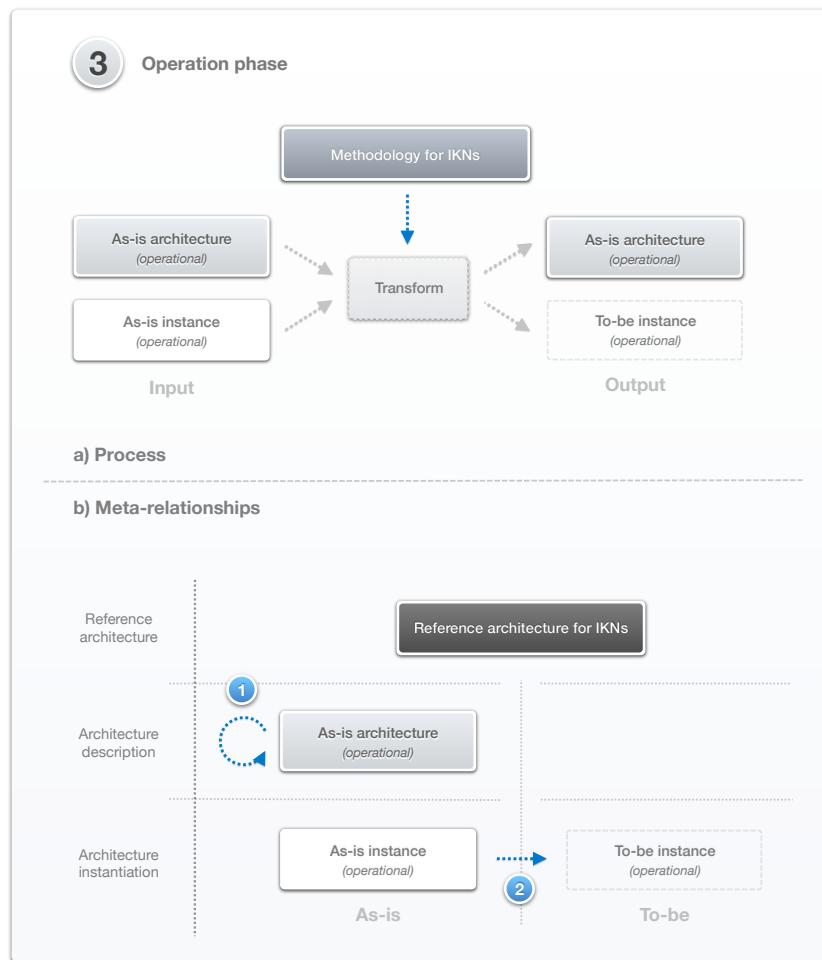 3
Operation phase
Methodology for IKNs
As-is architecture
(operational)
As-is architecture
(operational)
Transform
As-is instance
(operational)
To-be instance
(operational)
Input
Output
a) Process
b) Meta-relationships
Reference
architecture
Reference architecture for IKNs
1
Architecture
description
As-is architecture
(operational)
Architecture
instantiation
As-is instance
(operational)
To-be instance
(operational)
2
As-is
To-be